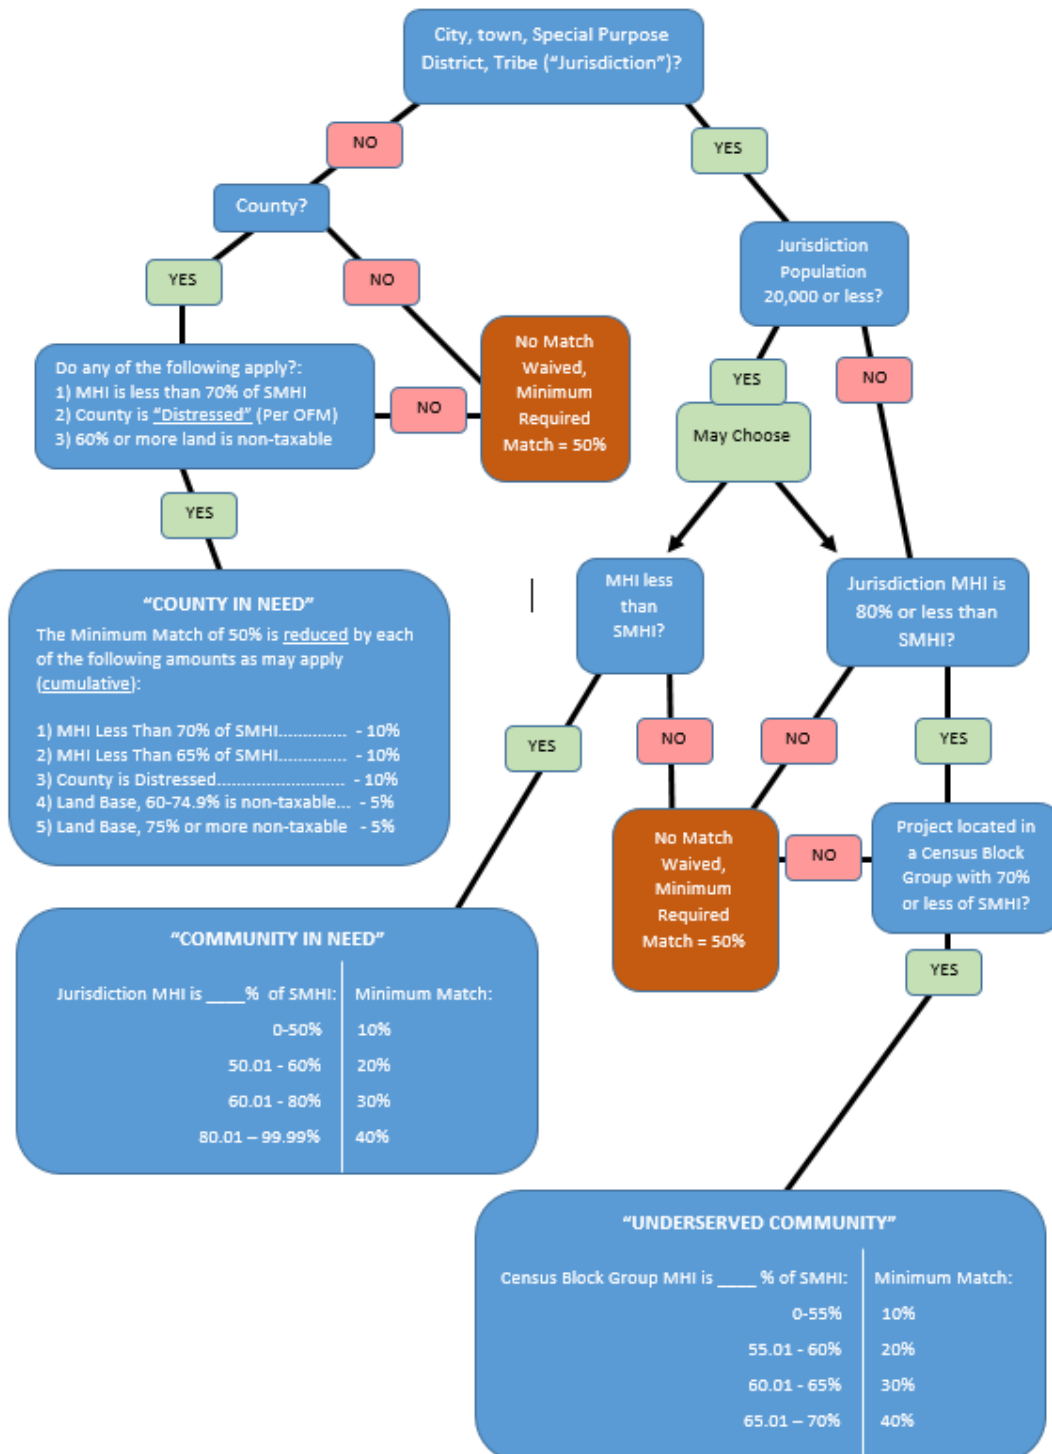 City, town, Special Purpose
District, Tribe (“Jurisdiction”)?
NO
YES
County?
Jurisdiction
Population
20,000 or less?
YES
NO
Do any of the following apply?:
1) MHI is less than 70% of SMHI
2) County is “Distressed” (Per OFM)
3) 60% or more land is non-taxable
NO
No Match
Waived,
Minimum
Required
Match = 50%
YES
NO
May Choose
YES
MHI less
than
SMHI?
Jurisdiction MHI is
80% or less than
SMHI?
“COUNTY IN NEED”
The Minimum Match of 50% is reduced by each
of the following amounts as may apply
(cumulative):
1) MHI Less Than 70% of SMHI.............. - 10%
2) MHI Less Than 65% of SMHI.............. - 10%
3) County is Distressed.......................... - 10%
4) Land Base, 60-74.9% is non-taxable... - 5%
5) Land Base, 75% or more non-taxable - 5%
YES
NO
NO
YES
No Match
Waived,
Minimum
Required
Match = 50%
NO
Project located in
a Census Block
Group with 70%
or less of SMHI?
YES
“COMMUNITY IN NEED”
Jurisdiction MHI is ____% of SMHI: Minimum Match:
0-50% 10%
50.01 - 60% 20%
60.01 - 80% 30%
80.01 – 99.99% 40%
“UNDERSERVED COMMUNITY”
Census Block Group MHI is ____ % of SMHI: Minimum Match:
0-55% 10%
55.01 - 60% 20%
60.01 - 65% 30%
65.01 – 70% 40%